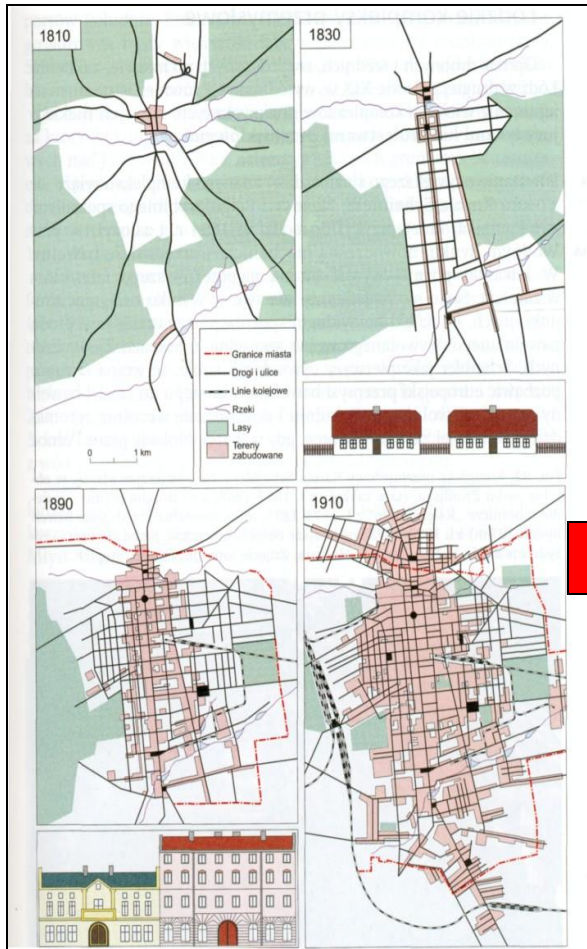 1810
1830
Granice miasta
Drogi i ulice
Linie kolejowe
Rzeki
Lasy
Tereny
zabudowane
0 1 km
1890
1910